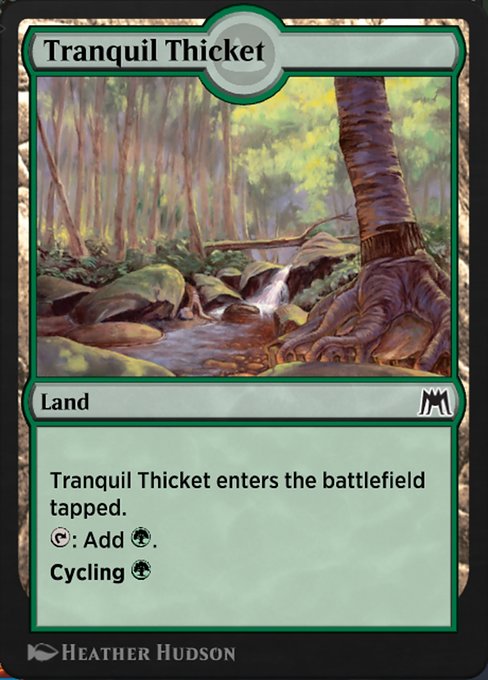 Tranquil Thicket
Land
Tranquil Thicket enters the battlefield
tapped.
: Add .
Cycling
Heather Hudson